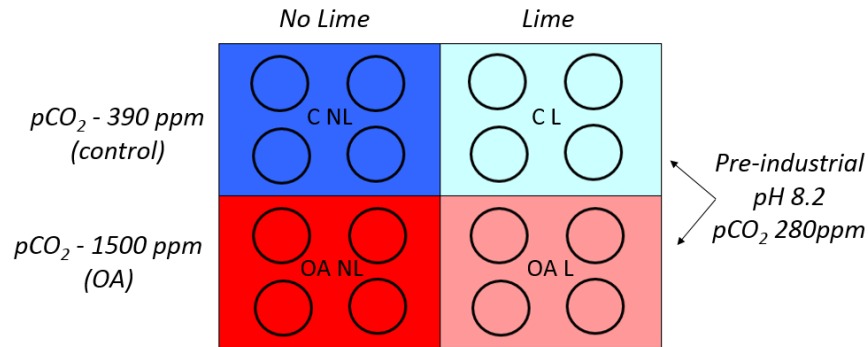 No Lime
Lime
pCO₂ - 390 ppm
(control)
C NL
C L
Pre-industrial
pH 8.2
pCO₂ 280ppm
pCO₂ - 1500 ppm
(OA)
OA NL
OA L